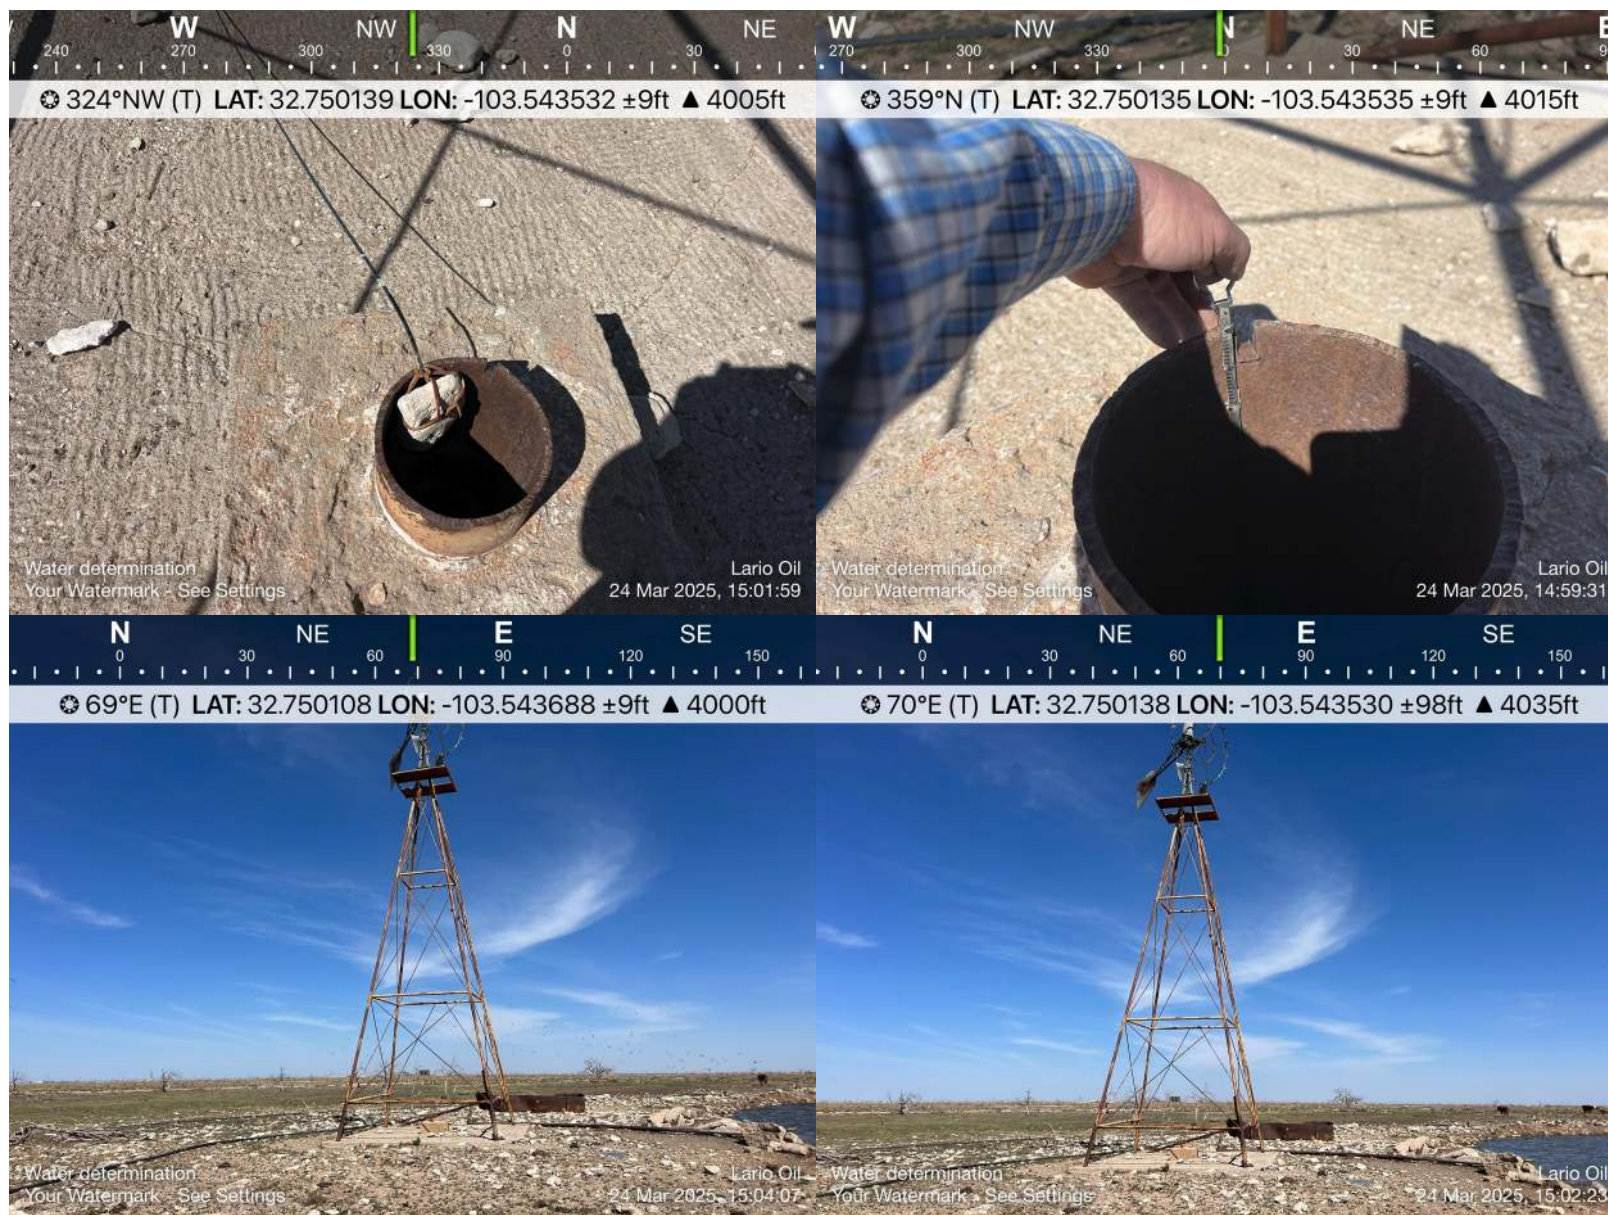 W NW N NE
240 270 300 330 0 30
324°NW (T) LAT: 32.750139 LON: -103.543532 ±9ft ▲ 4005ft
Water determination
Your Watermark - See Settings
Lario Oil
24 Mar 2025, 15:01:59
W NW N NE E
270 300 330 30 60 9
359°N (T) LAT: 32.750135 LON: -103.543535 ±9ft ▲ 4015ft
Water determination
Your Watermark - See Settings
Lario Oil
24 Mar 2025, 14:59:31
N NE E SE
0 30 60 90 120 150
69°E (T) LAT: 32.750108 LON: -103.543688 ±9ft ▲ 4000ft
Water determination
Your Watermark - See Settings
Lario Oil
24 Mar 2025, 15:04:07
N NE E SE
0 30 60 90 120 150
70°E (T) LAT: 32.750138 LON: -103.543530 ±98ft ▲ 4035ft
Water determination
Your Watermark - See Settings
Lario Oil
24 Mar 2025, 15:02:23